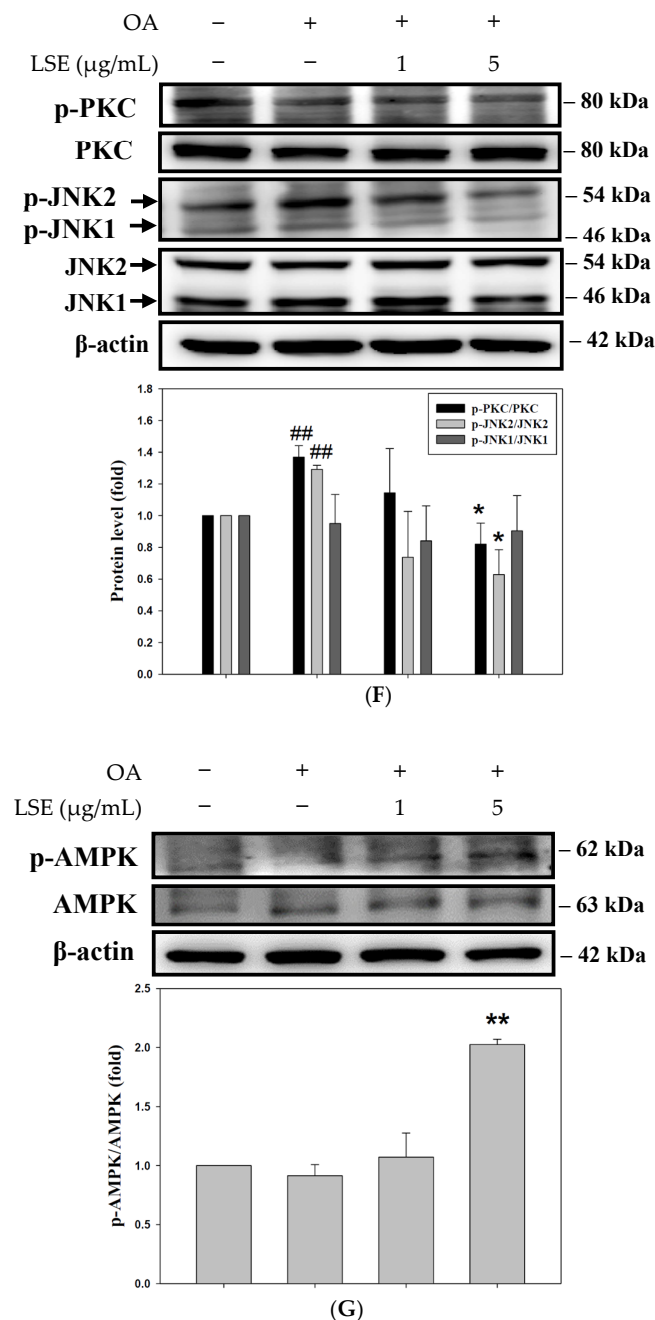 OA − + + +
LSE (µg/mL) − − 1 5
p-PKC – 80 kDa
PKC – 80 kDa
p-JNK2 – 54 kDa
p-JNK1 – 46 kDa
JNK2 – 54 kDa
JNK1 – 46 kDa
β-actin – 42 kDa
Protein level (fold)
1.8
1.6
1.4
1.2
1.0
0.8
0.6
0.4
0.2
0.0
p-PKC/PKC
p-JNK2/JNK2
p-JNK1/JNK1
## ##
* *
(F)
OA − + + +
LSE (µg/mL) − − 1 5
p-AMPK – 62 kDa
AMPK – 63 kDa
β-actin – 42 kDa
p-AMPK/AMPK (fold)
2.5
2.0
1.5
1.0
0.5
0.0
**
(G)